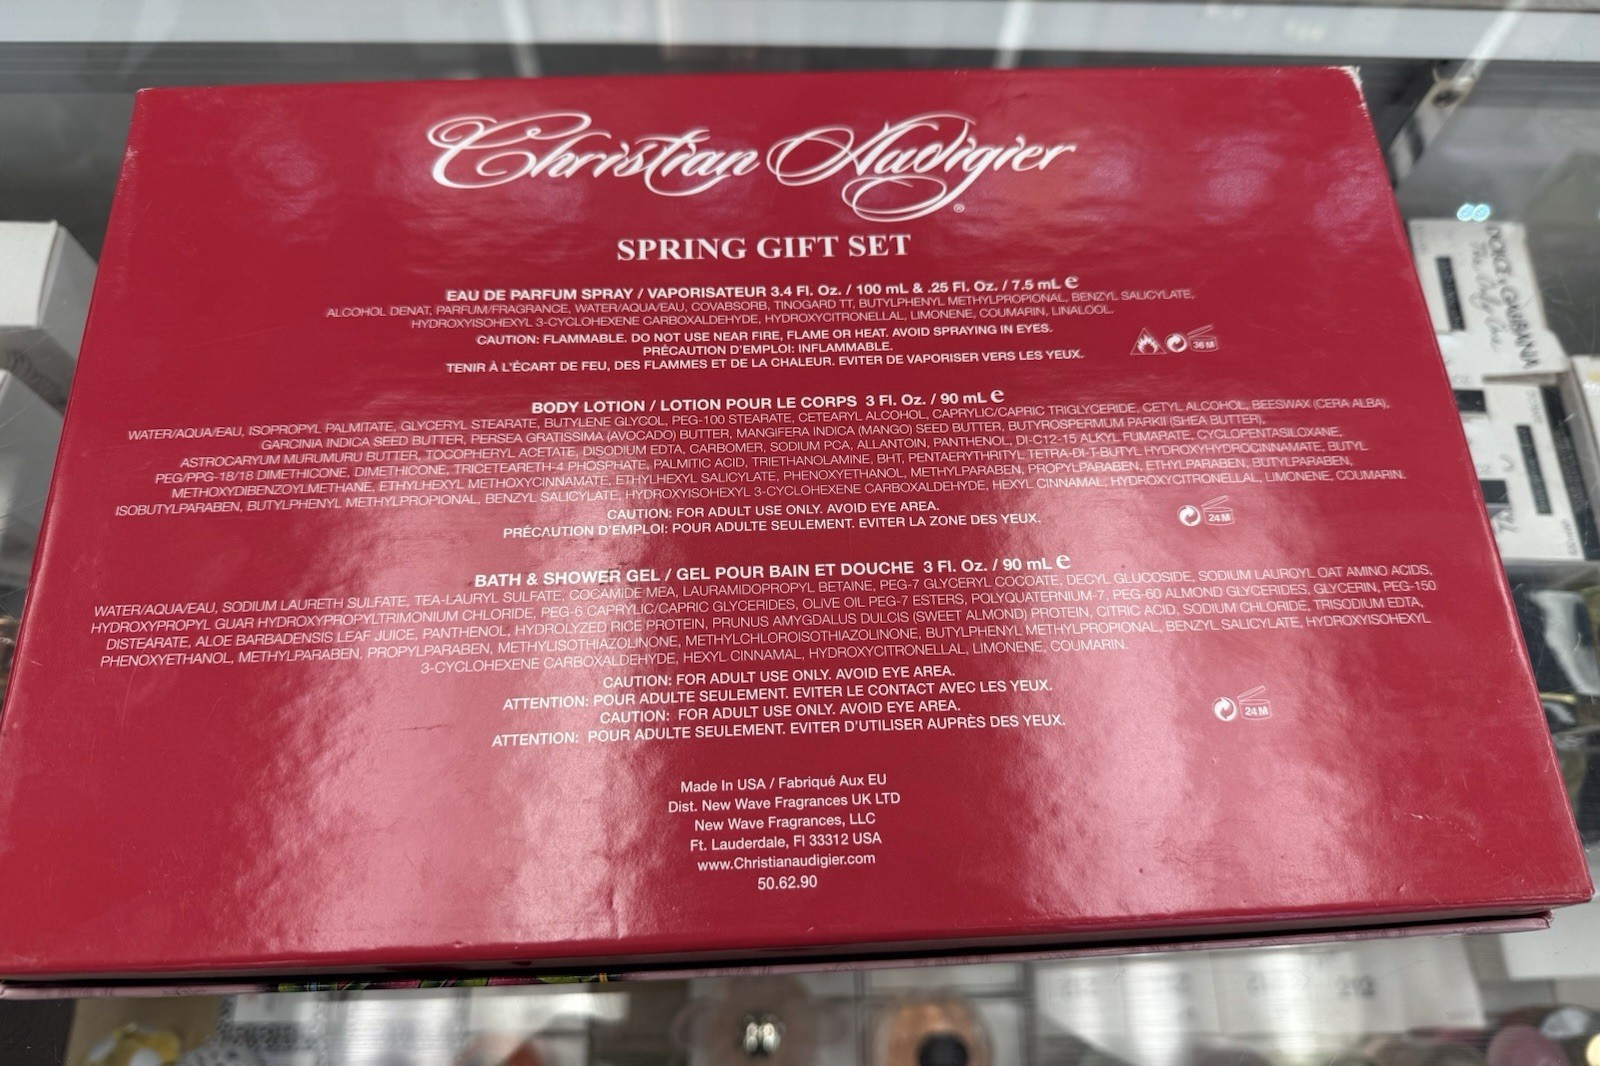 Christian Audigier®
SPRING GIFT SET
EAU DE PARFUM SPRAY / VAPORISATEUR 3.4 Fl. Oz. / 100 mL & .25 Fl. Oz. / 7.5 mL ℮
ALCOHOL DENAT, PARFUM/FRAGRANCE, WATER/AQUA/EAU, COVABSORB, TINOGARD TT, BUTYLPHENYL METHYLPROPIONAL, BENZYL SALICYLATE,
HYDROXYISOHEXYL 3-CYCLOHEXENE CARBOXALDEHYDE, HYDROXYCITRONELLAL, LIMONENE, COUMARIN, LINALOOL.
CAUTION: FLAMMABLE. DO NOT USE NEAR FIRE, FLAME OR HEAT. AVOID SPRAYING IN EYES.
PRÉCAUTION D'EMPLOI: INFLAMMABLE.
TENIR À L'ÉCART DE FEU, DES FLAMMES ET DE LA CHALEUR. EVITER DE VAPORISER VERS LES YEUX.
36 M
BODY LOTION / LOTION POUR LE CORPS 3 Fl. Oz. / 90 mL ℮
WATER/AQUA/EAU, ISOPROPYL PALMITATE, GLYCERYL STEARATE, BUTYLENE GLYCOL, PEG-100 STEARATE, CETEARYL ALCOHOL, CAPRYLIC/CAPRIC TRIGLYCERIDE, CETYL ALCOHOL, BEESWAX (CERA ALBA),
GARCINIA INDICA SEED BUTTER, PERSEA GRATISSIMA (AVOCADO) BUTTER, MANGIFERA INDICA (MANGO) SEED BUTTER, BUTYROSPERMUM PARKII (SHEA BUTTER),
ASTROCARYUM MURUMURU BUTTER, TOCOPHERYL ACETATE, DISODIUM EDTA, CARBOMER, SODIUM PCA, ALLANTOIN, PANTHENOL, DI-C12-15 ALKYL FUMARATE, CYCLOPENTASILOXANE,
PEG/PPG-18/18 DIMETHICONE, DIMETHICONE, TRICETEARETH-4 PHOSPHATE, PALMITIC ACID, TRIETHANOLAMINE, BHT, PENTAERYTHRITYL TETRA-DI-T-BUTYL HYDROXYHYDROCINNAMATE, BUTYL
METHOXYDIBENZOYLMETHANE, ETHYLHEXYL METHOXYCINNAMATE, ETHYLHEXYL SALICYLATE, PHENOXYETHANOL, METHYLPARABEN, PROPYLPARABEN, ETHYLPARABEN, BUTYLPARABEN,
ISOBUTYLPARABEN, BUTYLPHENYL METHYLPROPIONAL, BENZYL SALICYLATE, HYDROXYISOHEXYL 3-CYCLOHEXENE CARBOXALDEHYDE, HEXYL CINNAMAL, HYDROXYCITRONELLAL, LIMONENE, COUMARIN.
CAUTION: FOR ADULT USE ONLY. AVOID EYE AREA.
PRÉCAUTION D'EMPLOI: POUR ADULTE SEULEMENT. EVITER LA ZONE DES YEUX.
24 M
BATH & SHOWER GEL / GEL POUR BAIN ET DOUCHE 3 Fl. Oz. / 90 mL ℮
WATER/AQUA/EAU, SODIUM LAURETH SULFATE, TEA-LAURYL SULFATE, COCAMIDE MEA, LAURAMIDOPROPYL BETAINE, PEG-7 GLYCERYL COCOATE, DECYL GLUCOSIDE, SODIUM LAUROYL OAT AMINO ACIDS,
HYDROXYPROPYL GUAR HYDROXYPROPYLTRIMONIUM CHLORIDE, PEG-6 CAPRYLIC/CAPRIC GLYCERIDES, OLIVE OIL PEG-7 ESTERS, POLYQUATERNIUM-7, PEG-60 ALMOND GLYCERIDES, GLYCERIN, PEG-150
DISTEARATE, ALOE BARBADENSIS LEAF JUICE, PANTHENOL, HYDROLYZED RICE PROTEIN, PRUNUS AMYGDALUS DULCIS (SWEET ALMOND) PROTEIN, CITRIC ACID, SODIUM CHLORIDE, TRISODIUM EDTA,
PHENOXYETHANOL, METHYLPARABEN, PROPYLPARABEN, METHYLISOTHIAZOLINONE, METHYLCHLOROISOTHIAZOLINONE, BUTYLPHENYL METHYLPROPIONAL, BENZYL SALICYLATE, HYDROXYISOHEXYL
3-CYCLOHEXENE CARBOXALDEHYDE, HEXYL CINNAMAL, HYDROXYCITRONELLAL, LIMONENE, COUMARIN.
CAUTION: FOR ADULT USE ONLY. AVOID EYE AREA.
ATTENTION: POUR ADULTE SEULEMENT. EVITER LE CONTACT AVEC LES YEUX.
CAUTION: FOR ADULT USE ONLY. AVOID EYE AREA.
ATTENTION: POUR ADULTE SEULEMENT. EVITER D'UTILISER AUPRÈS DES YEUX.
24 M
Made In USA / Fabriqué Aux EU
Dist. New Wave Fragrances UK LTD
New Wave Fragrances, LLC
Ft. Lauderdale, Fl 33312 USA
www.Christianaudigier.com
50.62.90
DOLCE & GABBANA
212